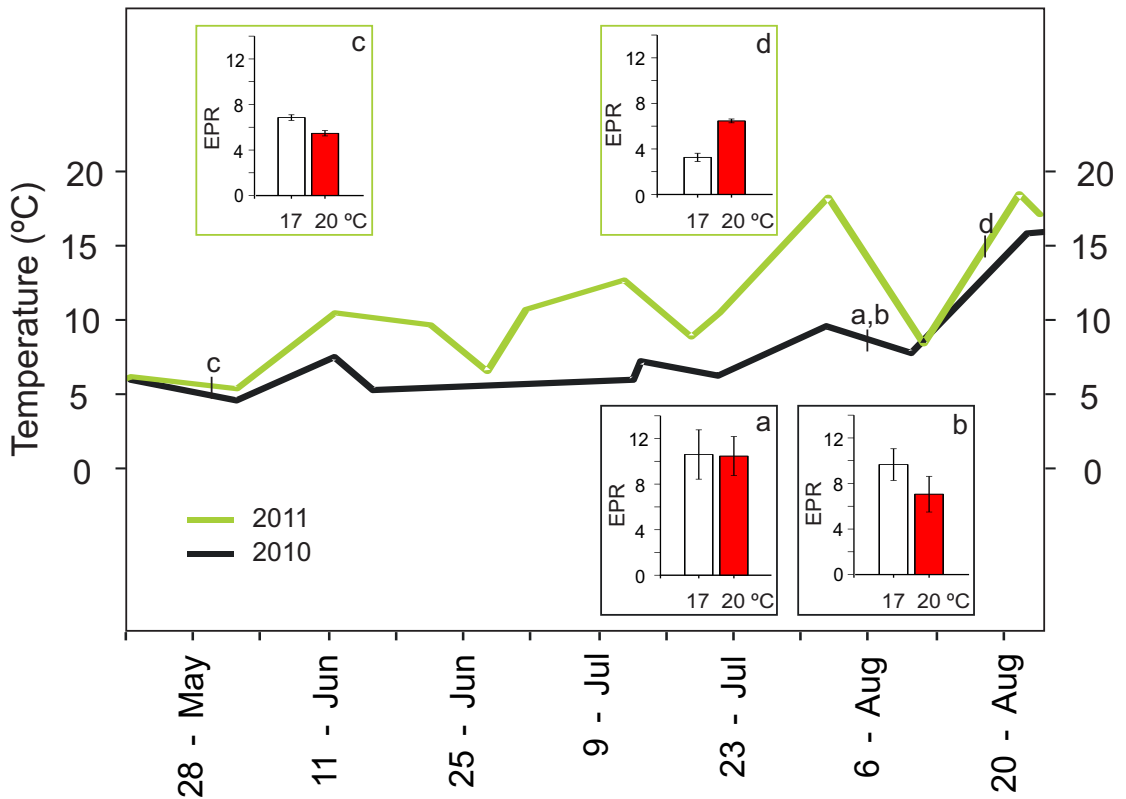 Temperature (ºC)
20
15
10
5
0
20
15
10
5
0
c
EPR
12
8
4
0
17 20 ºC
d
EPR
12
8
4
0
17 20 ºC
c
a,b
d
a
EPR
12
8
4
0
17 20 ºC
b
EPR
12
8
4
0
17 20 ºC
2011
2010
28 - May
11 - Jun
25 - Jun
9 - Jul
23 - Jul
6 - Aug
20 - Aug